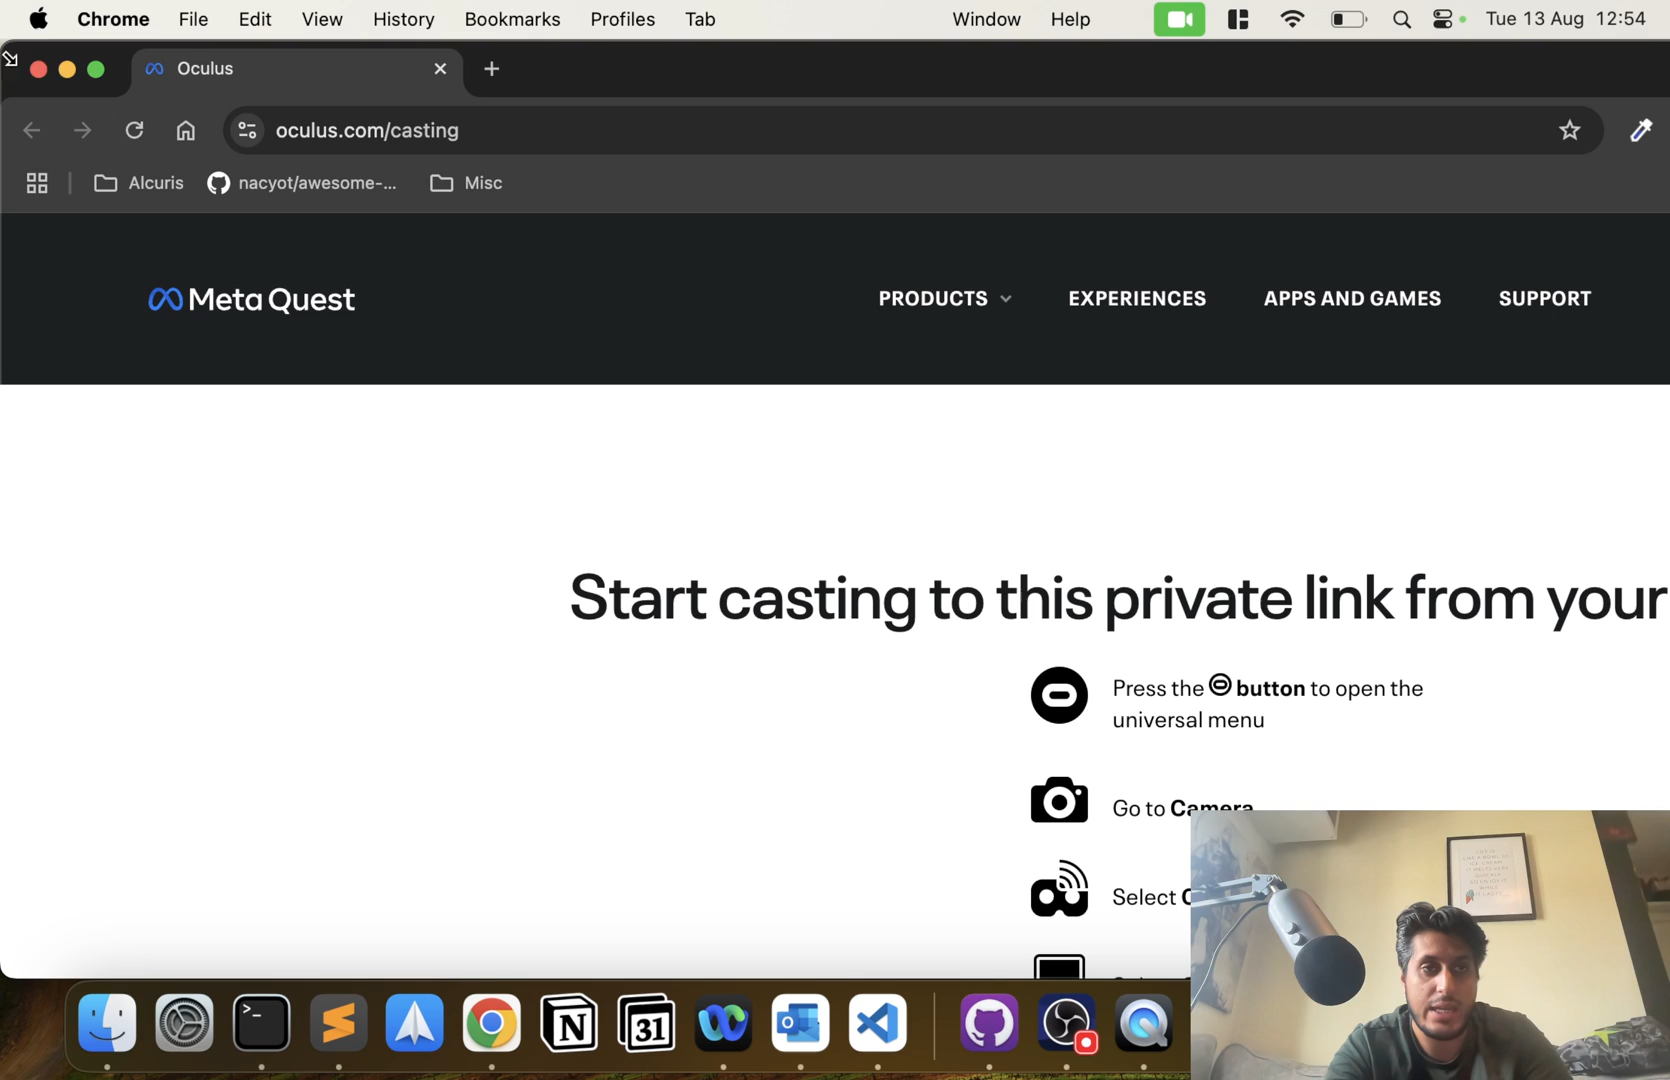 Chrome File Edit View History Bookmarks Profiles Tab Window Help Tue 13 Aug 12:54
Oculus
oculus.com/casting
Alcuris nacyot/awesome-... Misc
Meta Quest PRODUCTS EXPERIENCES APPS AND GAMES SUPPORT
Start casting to this private link from your
Press the button to open the
universal menu
Go to Camera
Select C
>_
N
31